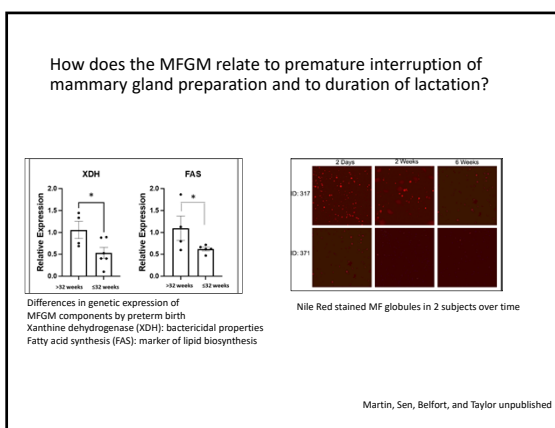 How does the MFGM relate to premature interruption of
mammary gland preparation and to duration of lactation?
XDH
*
Relative Expression
2.0
1.5
1.0
0.5
0.0
>32 weeks ≤32 weeks
FAS
*
Relative Expression
2.0
1.5
1.0
0.5
0.0
>32 weeks ≤32 weeks
Differences in genetic expression of
MFGM components by preterm birth
Xanthine dehydrogenase (XDH): bactericidal properties
Fatty acid synthesis (FAS): marker of lipid biosynthesis
2 Days 2 Weeks 6 Weeks
ID: 317
ID: 371
Nile Red stained MF globules in 2 subjects over time
Martin, Sen, Belfort, and Taylor unpublished